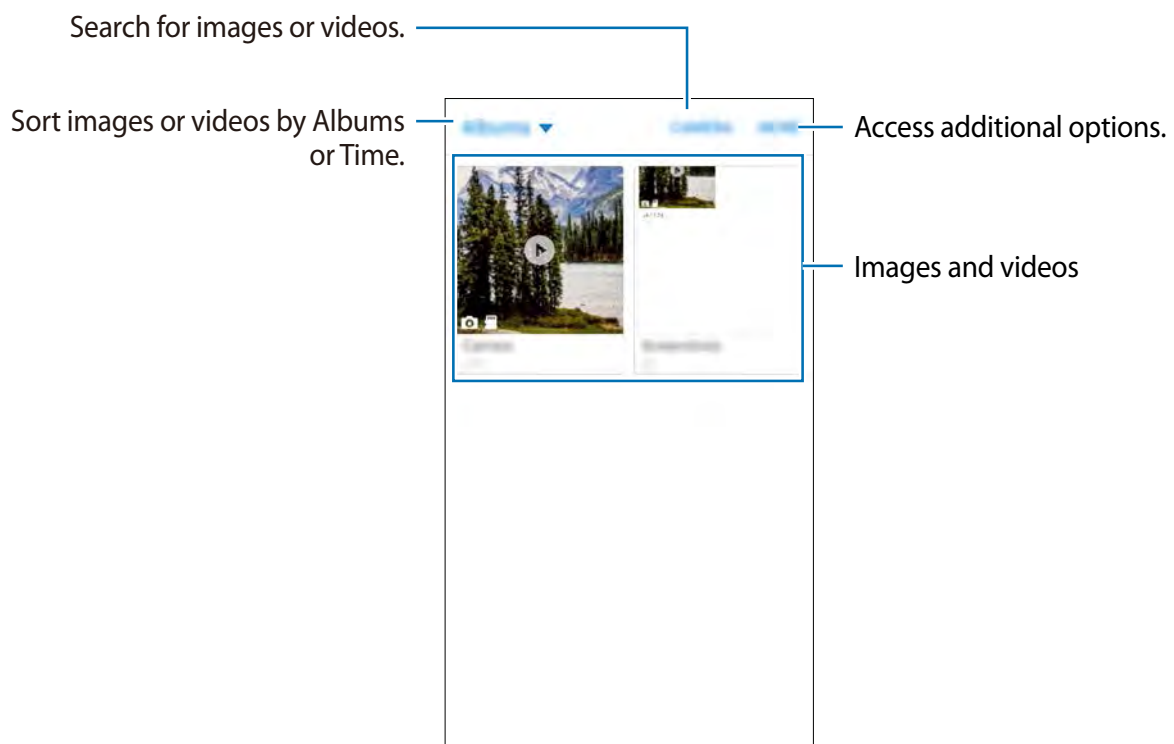 Search for images or videos.
Sort images or videos by Albums
or Time.
Access additional options.
Images and videos